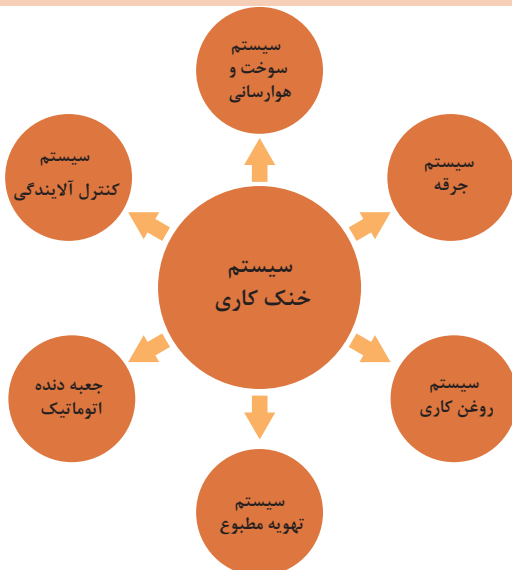 سیستم
سوخت و
هوارسانی
سیستم
جرقه
سیستم
کنترل آلایندگی
سیستم
خنک کاری
سیستم
روغن کاری
جعبه دنده
اتوماتیک
سیستم
تهویه مطبوع